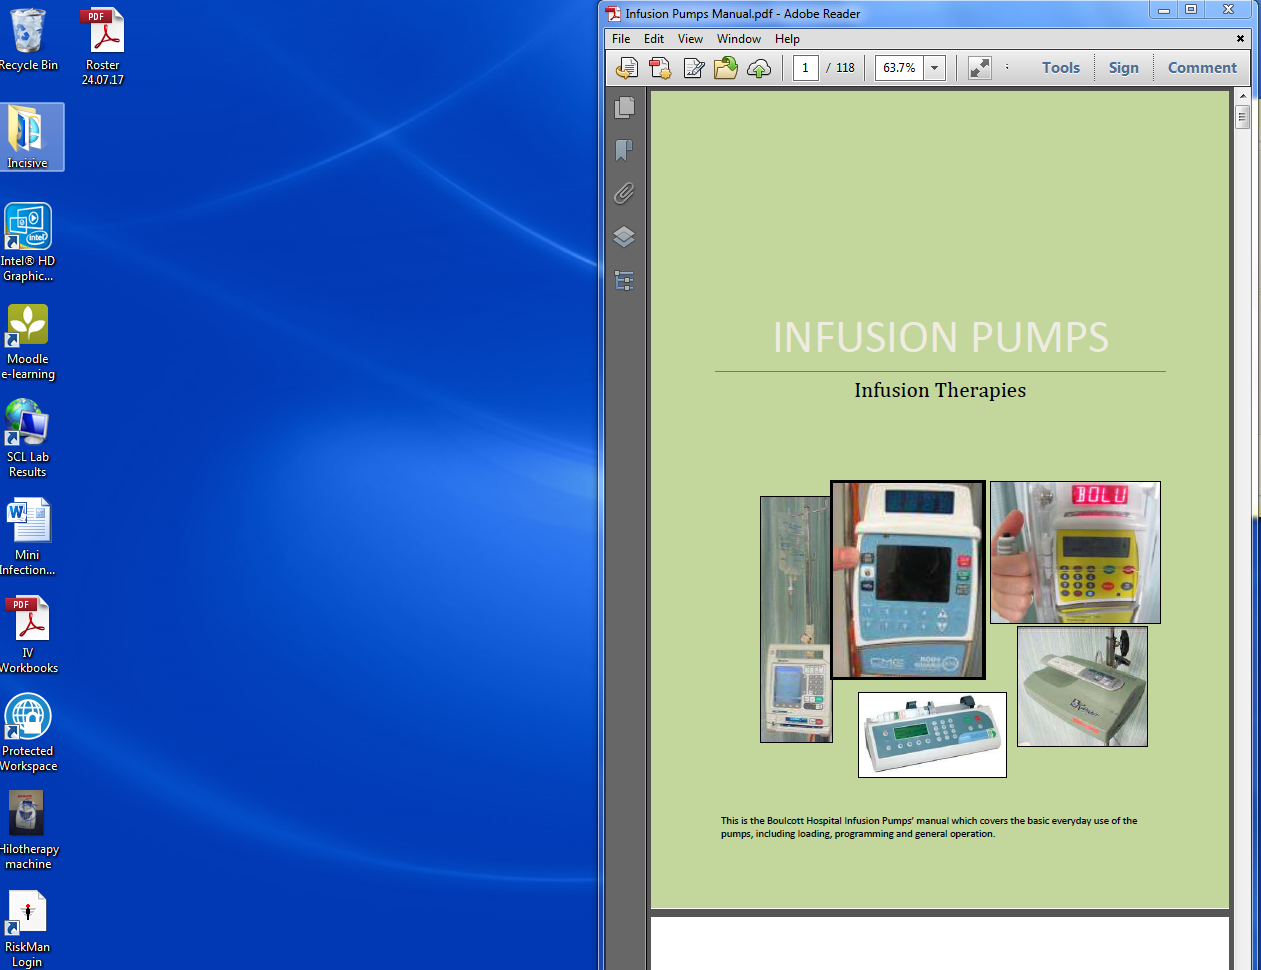 Recycle Bin
PDF
Roster
24.07.17
Incisive
intel
Intel® HD
Graphic...
Moodle
e-learning
SCL Lab
Results
Mini
Infection...
PDF
IV
Workbooks
Protected
Workspace
Hilotherapy
machine
RiskMan
Login
Infusion Pumps Manual.pdf - Adobe Reader
File Edit View Window Help
1 / 118
63.7%
Tools
Sign
Comment
INFUSION PUMPS
Infusion Therapies
BOLU
CME
This is the Boulcott Hospital Infusion Pumps’ manual which covers the basic everyday use of the
pumps, including loading, programming and general operation.